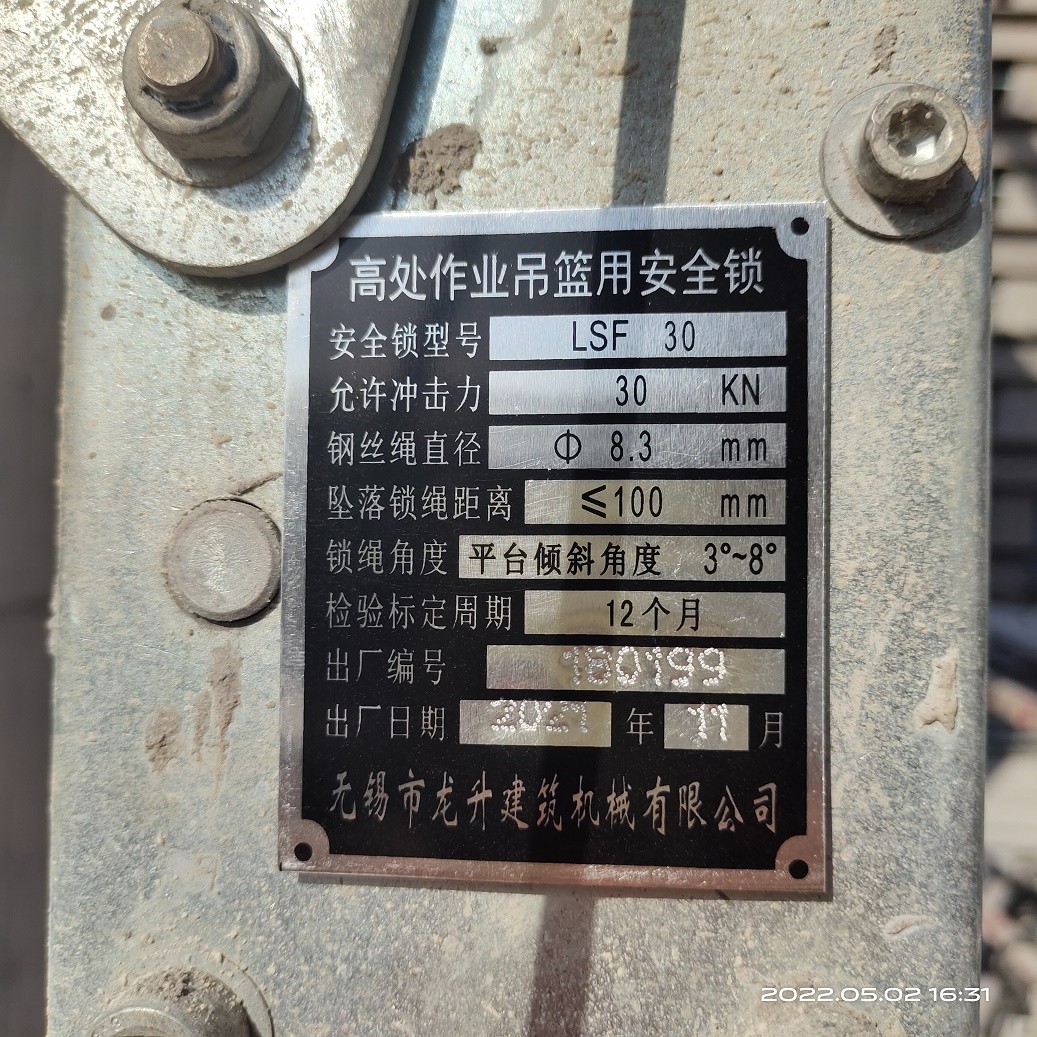 高处作业吊篮用安全锁
安全锁型号 LSF 30
允许冲击力 30 KN
钢丝绳直径 Φ 8.3 mm
坠落锁绳距离 ≤100 mm
锁绳角度 平台倾斜角度 3°~8°
检验标定周期 12个月
出厂编号 180199
出厂日期 2021 年 11 月
无锡市龙升建筑机械有限公司
2022.05.02 16:31